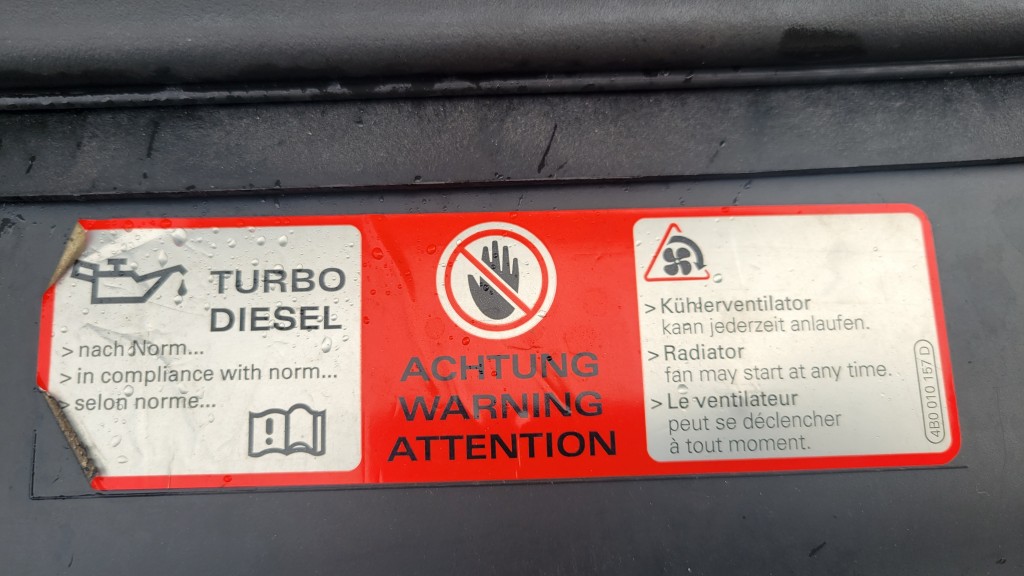 TURBO
DIESEL
> nach Norm...
> in compliance with norm...
> selon norme...
ACHTUNG
WARNING
ATTENTION
> Kühlerventilator
kann jederzeit anlaufen.
> Radiator
fan may start at any time.
> Le ventilateur
peut se déclencher
à tout moment.
4B0 010 157 D